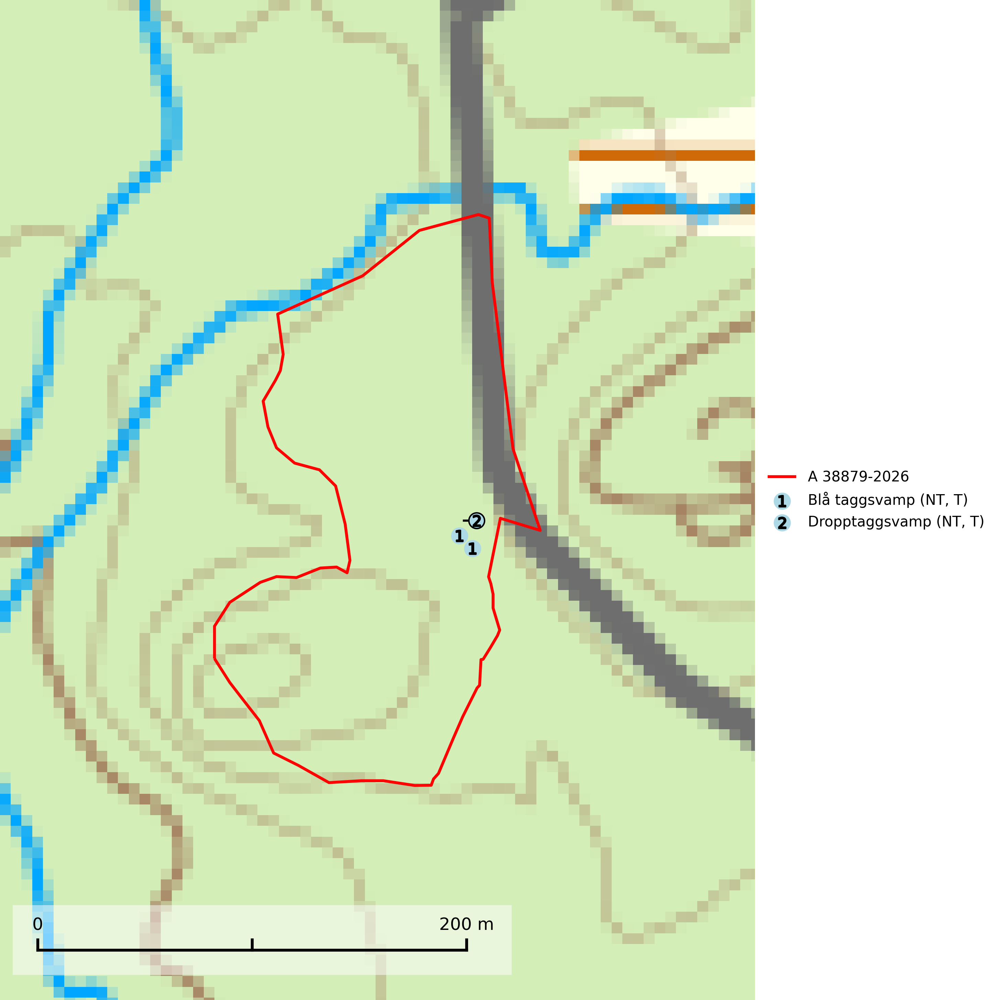 A 38879-2026
1 Blå taggsvamp (NT, T)
2 Dropptaggsvamp (NT, T)
2
1
1
0 200 m